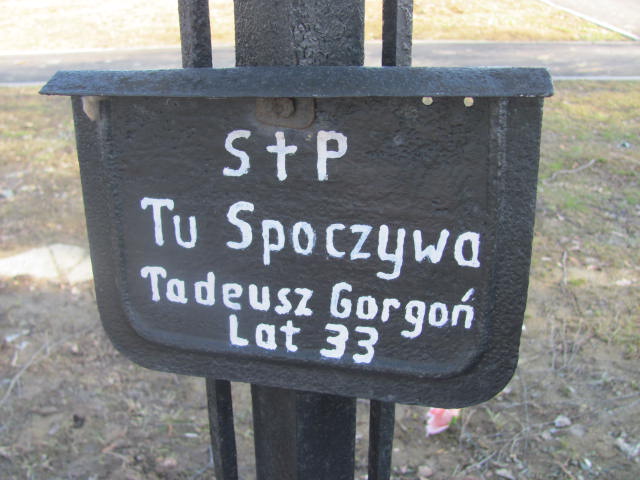 S†P
Tu Spoczywa
Tadeusz Gorgoń
Lat 33